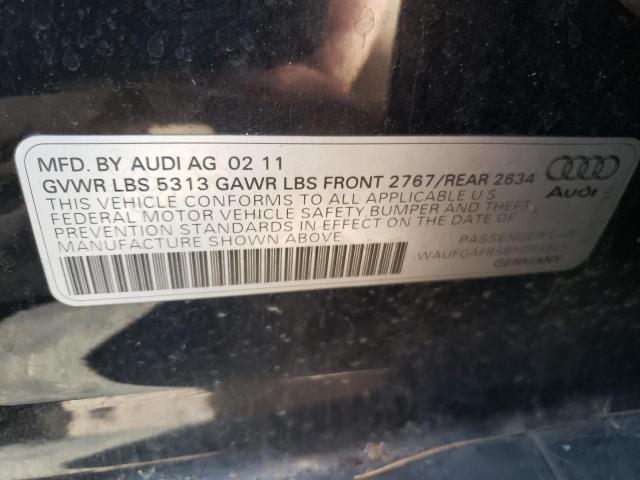 MFD. BY AUDI AG 02 11
GVWR LBS 5313 GAWR LBS FRONT 2767/REAR 2634
THIS VEHICLE CONFORMS TO ALL APPLICABLE U S
FEDERAL MOTOR VEHICLE SAFETY,BUMPER AND THEFT
PREVENTION STANDARDS IN EFFECT ON THE DATE OF
MANUFACTURE SHOWN ABOVE.
Audi
PASSENGER CAR
GERMANY